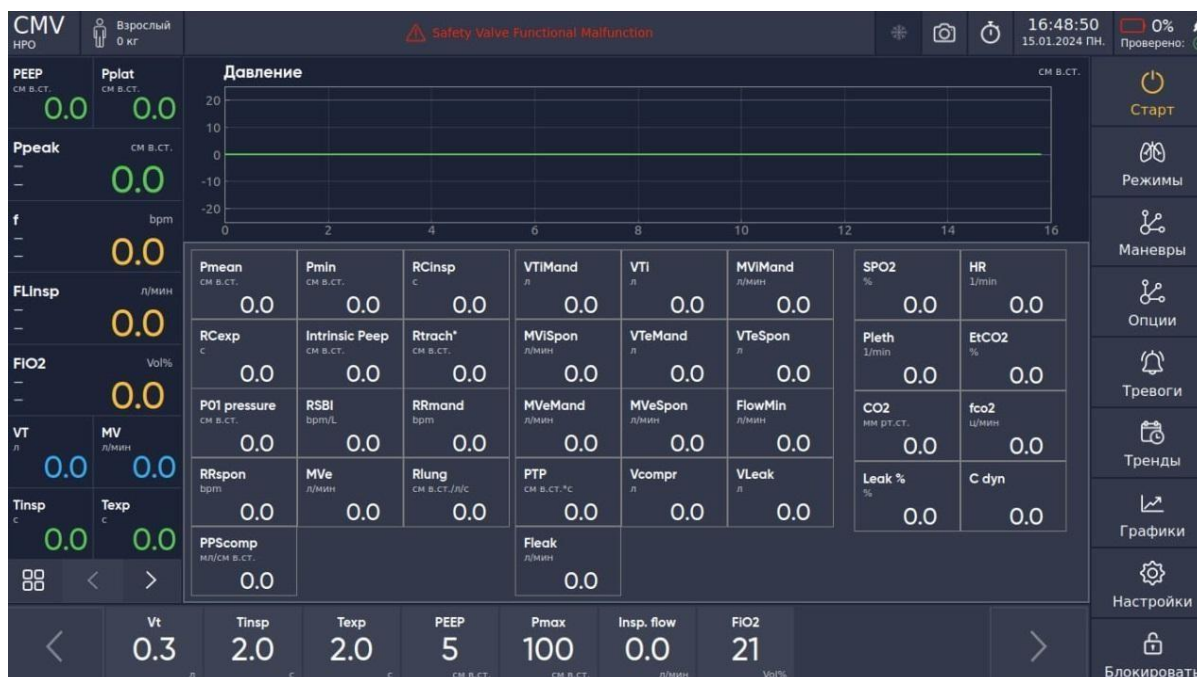 CMV
НРО
Взрослый
0 кг
Safety Valve Functional Malfunction
16:48:50
15.01.2024 ПН.
0%
Проверено:
PEEP
см в.ст.
0.0
Pplat
см в.ст.
0.0
Ppeak
см в.ст.
–
–
0.0
f
bpm
–
–
0.0
FLinsp
л/мин
–
–
0.0
FiO2
Vol%
–
–
0.0
VT
л
0.0
MV
л/мин
0.0
Tinsp
с
0.0
Texp
с
0.0
Давление
см в.ст.
20
10
0
-10
-20
0 2 4 6 8 10 12 14 16
Pmean
см в.ст.
0.0
Pmin
см в.ст.
0.0
RCinsp
с
0.0
VTiMand
л
0.0
VTi
л
0.0
MViMand
л/мин
0.0
SPO2
%
0.0
HR
1/min
0.0
RCexp
с
0.0
Intrinsic Peep
см в.ст.
0.0
Rtrach*
см в.ст.
0.0
MViSpon
л/мин
0.0
VTeMand
л
0.0
VTeSpon
л
0.0
Pleth
1/min
0.0
EtCO2
%
0.0
P01 pressure
см в.ст.
0.0
RSBI
bpm/L
0.0
RRmand
bpm
0.0
MVeMand
л/мин
0.0
MVeSpon
л/мин
0.0
FlowMin
л/мин
0.0
CO2
мм рт.ст.
0.0
fco2
ц/мин
0.0
RRspon
bpm
0.0
MVe
л/мин
0.0
Rlung
см в.ст./л/с
0.0
PTP
см в.ст.*с
0.0
Vcompr
л
0.0
VLeak
л
0.0
Leak %
%
0.0
C dyn
0.0
PPScomp
мл/см в.ст.
0.0
Fleak
л/мин
0.0
Старт
Режимы
Маневры
Опции
Тревоги
Тренды
Графики
Настройки
Блокировать
Vt
0.3
л
Tinsp
2.0
с
Texp
2.0
с
PEEP
5
см в.ст.
Pmax
100
см в.ст.
Insp. flow
0.0
л/мин
FiO2
21
Vol%